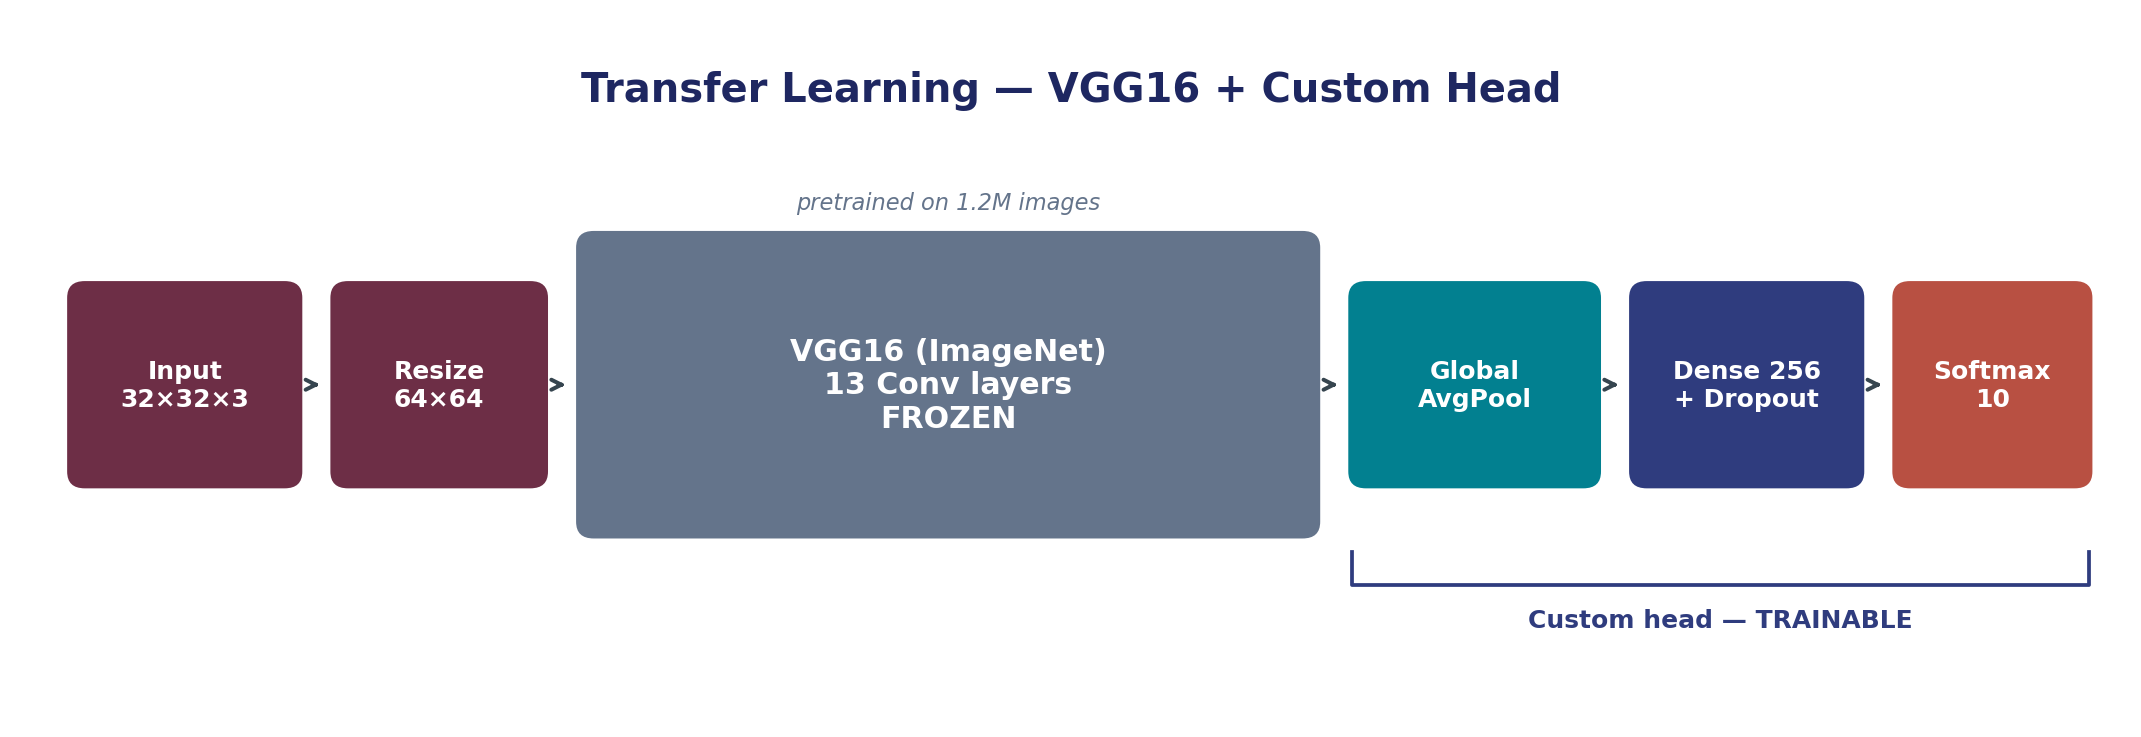 Transfer Learning — VGG16 + Custom Head
pretrained on 1.2M images
Input
32×32×3
Resize
64×64
VGG16 (ImageNet)
13 Conv layers
FROZEN
Global
AvgPool
Dense 256
+ Dropout
Softmax
10
Custom head — TRAINABLE